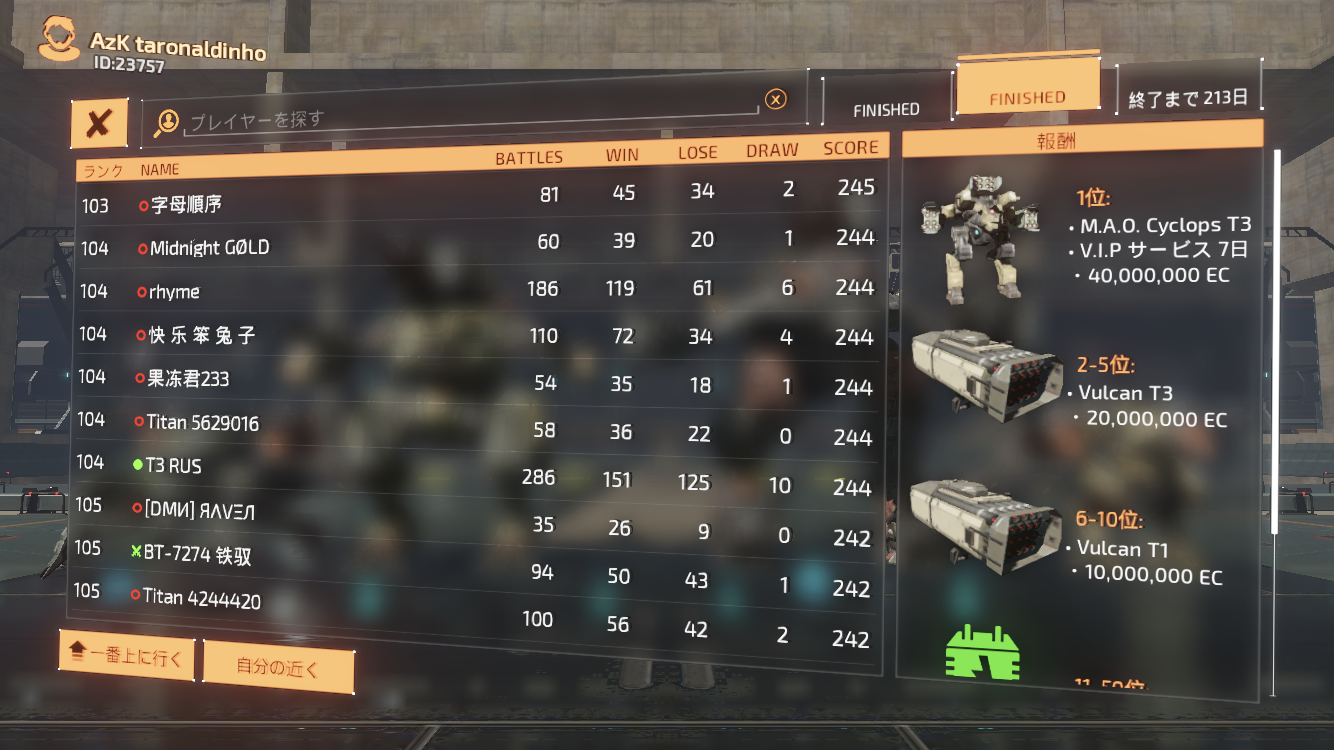 AzK taronaldinho
ID:23757
プレイヤーを探す
FINISHED
FINISHED
終了まで 213日
ランク NAME BATTLES WIN LOSE DRAW SCORE
103 字母順序 81 45 34 2 245
104 Midnight GØLD 60 39 20 1 244
104 rhyme 186 119 61 6 244
104 快 乐 笨 兔 子 110 72 34 4 244
104 果冻君233 54 35 18 1 244
104 Titan 5629016 58 36 22 0 244
104 T3 RUS 286 151 125 10 244
105 [DMИ] ЯΛVΞЛ 35 26 9 0 242
105 BT-7274 铁驭 94 50 43 1 242
105 Titan 4244420 100 56 42 2 242
一番上に行く
自分の近く
報酬
1位:
• M.A.O. Cyclops T3
• V.I.P サービス 7日
• 40,000,000 EC
2-5位:
• Vulcan T3
• 20,000,000 EC
6-10位:
• Vulcan T1
• 10,000,000 EC
11-50位: